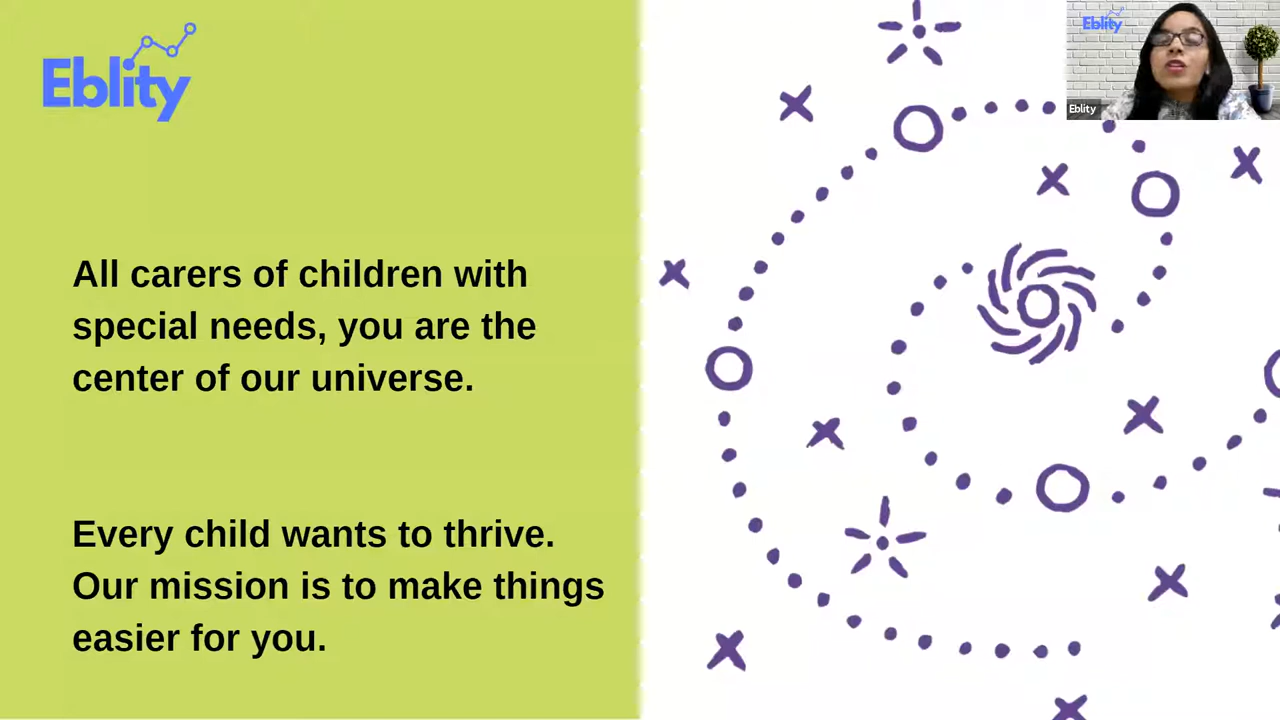 Eblity
All carers of children with
special needs, you are the
center of our universe.
Every child wants to thrive.
Our mission is to make things
easier for you.
Eblity
Eblity